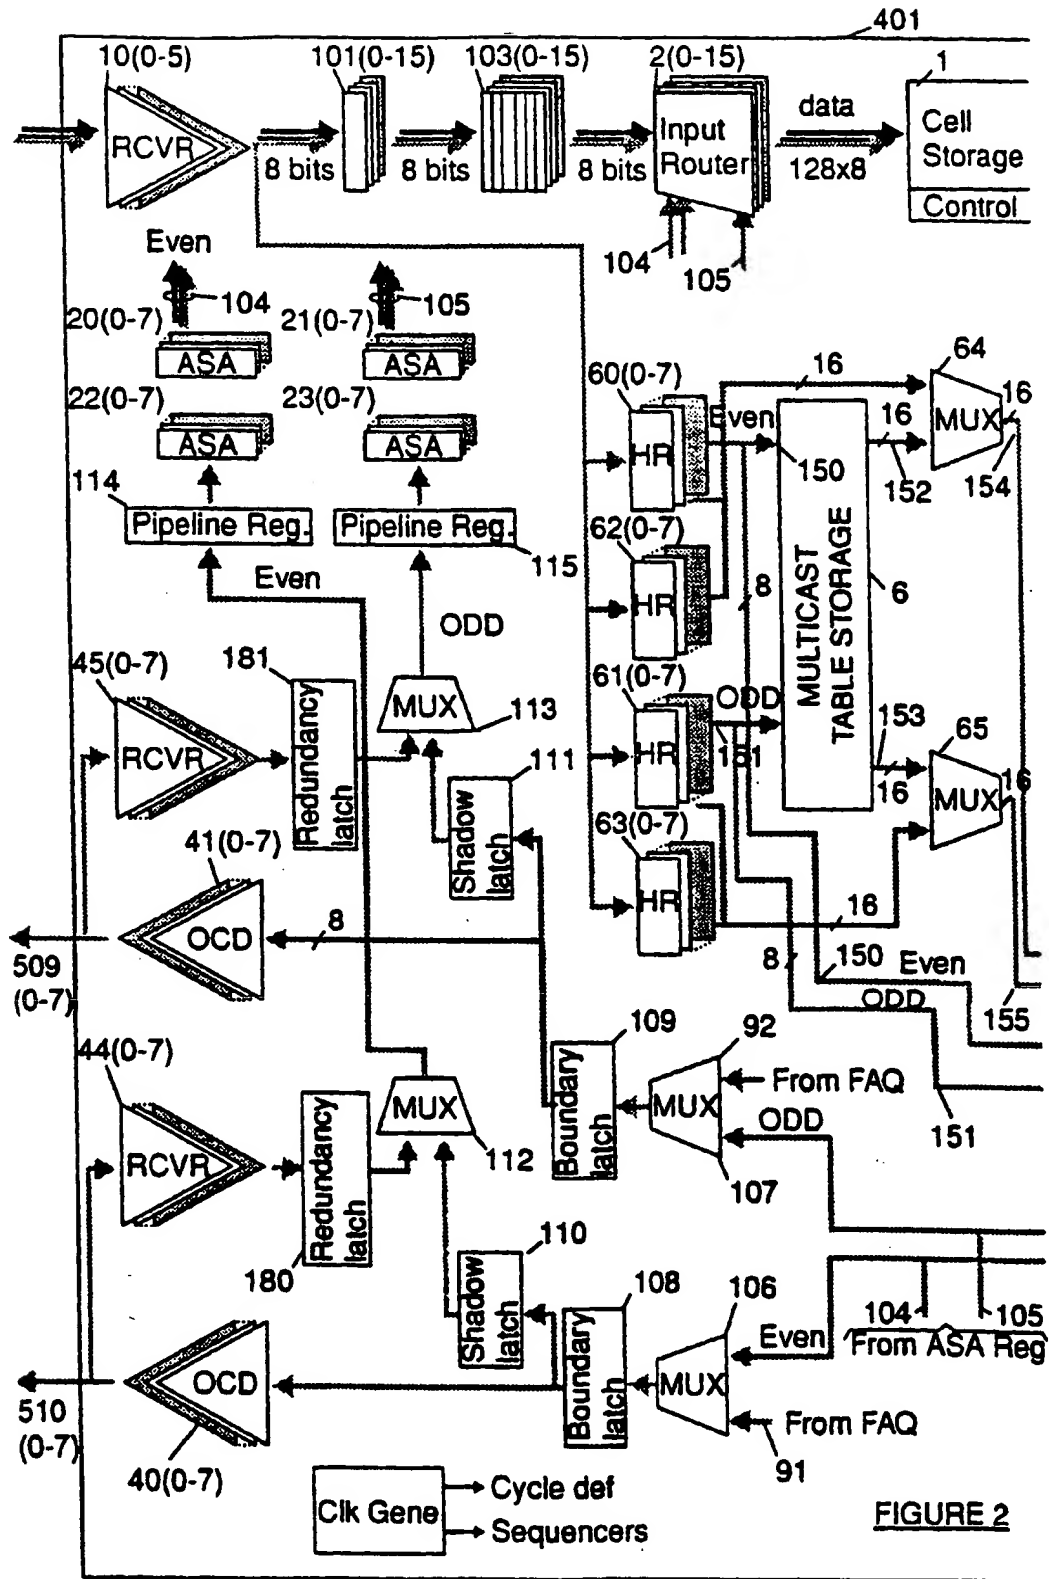 401
10(0-5)
101(0-15)
103(0-15)
2(0-15)
1
RCVR
8 bits
8 bits
8 bits
Input
Router
data
128x8
Cell
Storage
Control
104
105
Even
104
105
20(0-7)
21(0-7)
ASA
ASA
22(0-7)
23(0-7)
ASA
ASA
114
Pipeline Reg.
Pipeline Reg.
115
Even
ODD
60(0-7)
HR
Even
150
62(0-7)
HR
8
61(0-7)
HR
ODD
151
63(0-7)
HR
MULTICAST
TABLE STORAGE
6
16
64
MUX
16
16
152
154
153
16
65
MUX
16
16
8
150
Even
ODD
155
151
45(0-7)
RCVR
181
Redundancy
latch
MUX
113
111
Shadow
latch
41(0-7)
OCD
8
509
(0-7)
44(0-7)
RCVR
Redundancy
latch
180
MUX
112
110
Shadow
latch
109
Boundary
latch
92
MUX
From FAQ
ODD
107
108
Boundary
latch
106
MUX
Even
From FAQ
91
104
105
From ASA Reg
510
(0-7)
OCD
40(0-7)
Clk Gene
Cycle def
Sequencers
FIGURE 2